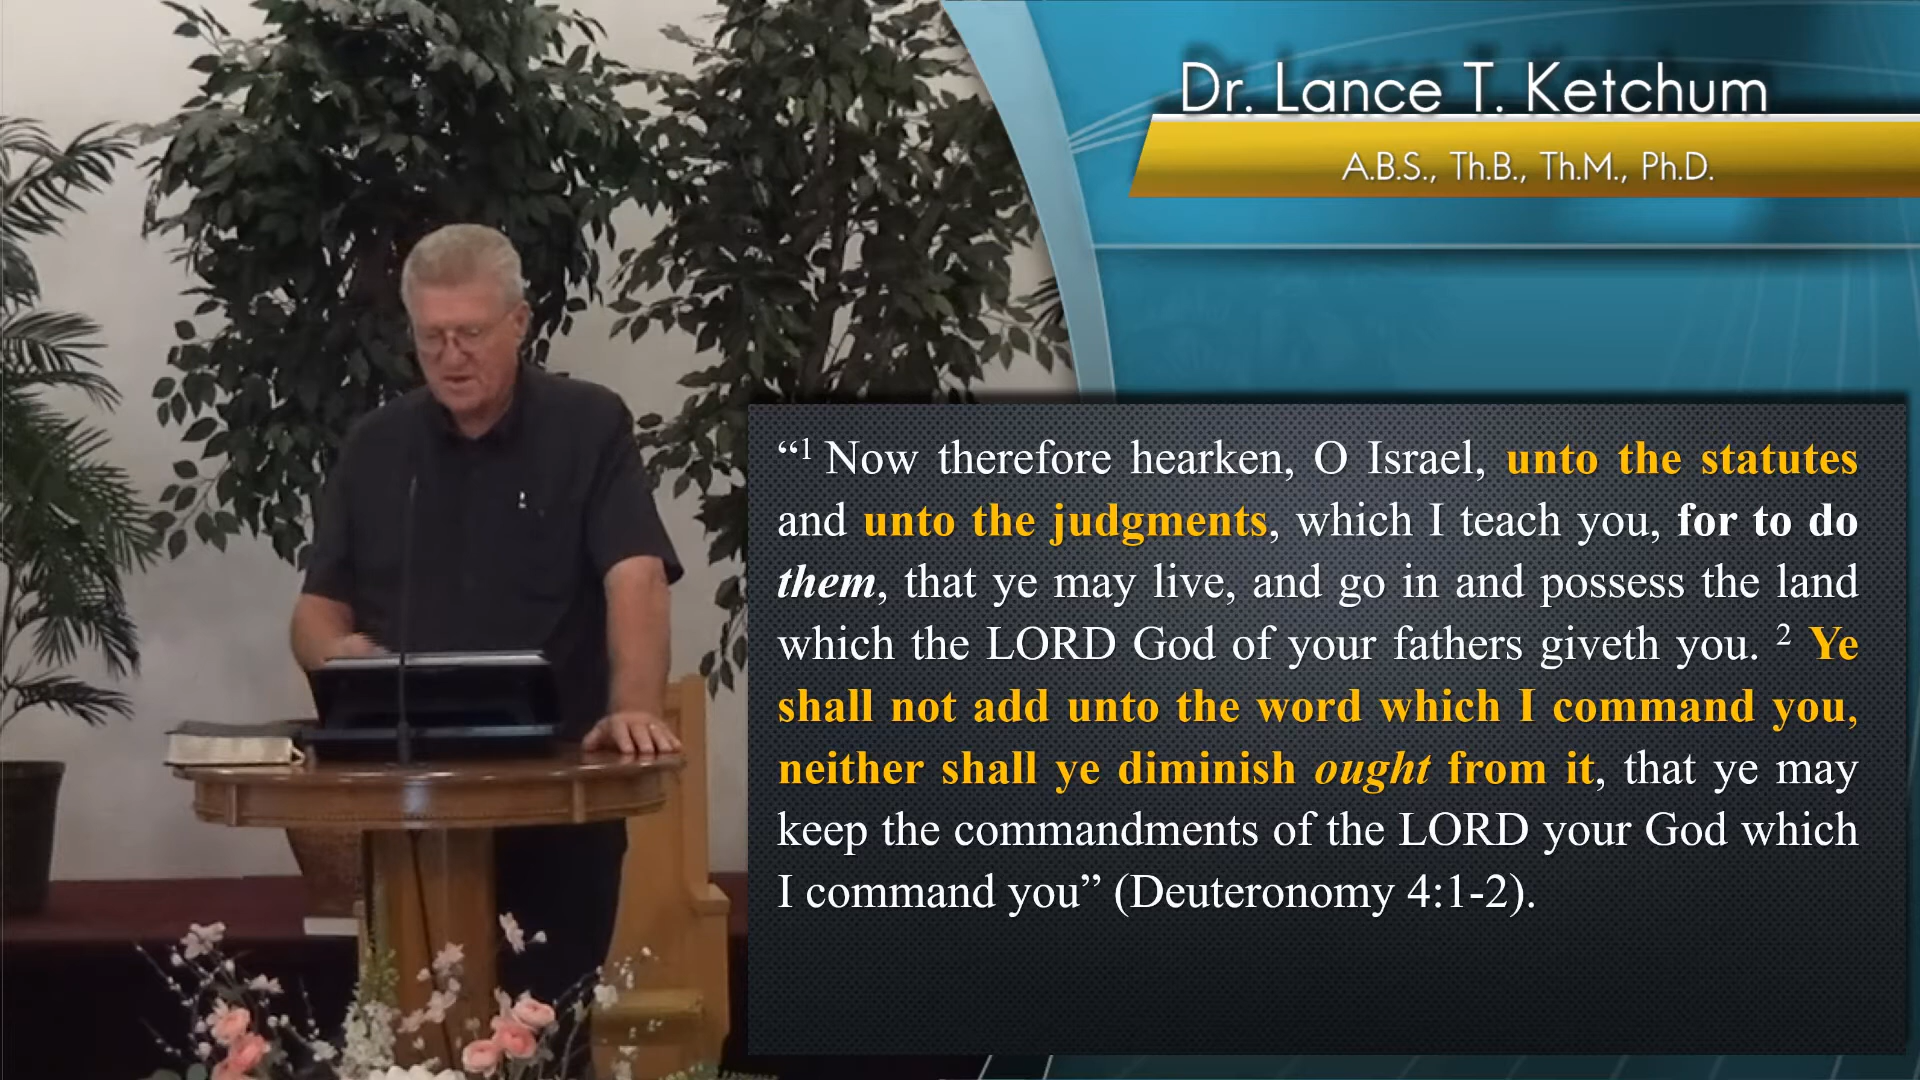 Dr. Lance T. Ketchum
A.B.S., Th.B., Th.M., Ph.D.
“1 Now therefore hearken, O Israel, unto the statutes
and unto the judgments, which I teach you, for to do
them, that ye may live, and go in and possess the land
which the LORD God of your fathers giveth you. 2 Ye
shall not add unto the word which I command you,
neither shall ye diminish ought from it, that ye may
keep the commandments of the LORD your God which
I command you” (Deuteronomy 4:1-2).